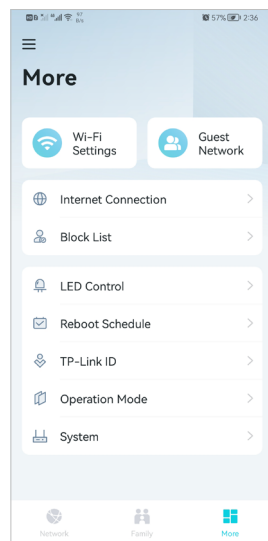 97
B/s
57% 2:36
More
Wi-Fi
Settings
Guest
Network
Internet Connection
Block List
LED Control
Reboot Schedule
TP-Link ID
Operation Mode
System
Network
Family
More